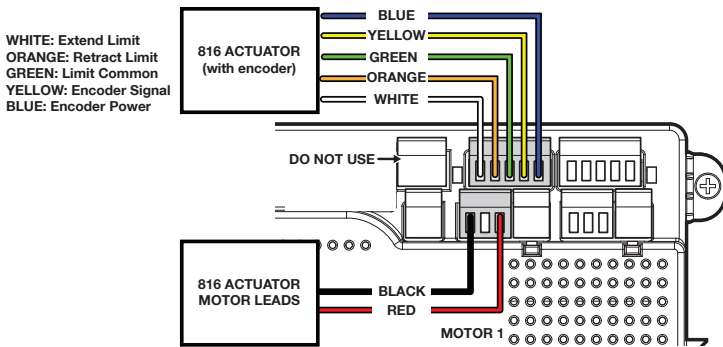 WHITE: Extend Limit
ORANGE: Retract Limit
GREEN: Limit Common
YELLOW: Encoder Signal
BLUE: Encoder Power
816 ACTUATOR
(with encoder)
BLUE
YELLOW
GREEN
ORANGE
WHITE
DO NOT USE
816 ACTUATOR
MOTOR LEADS
BLACK
RED
MOTOR 1